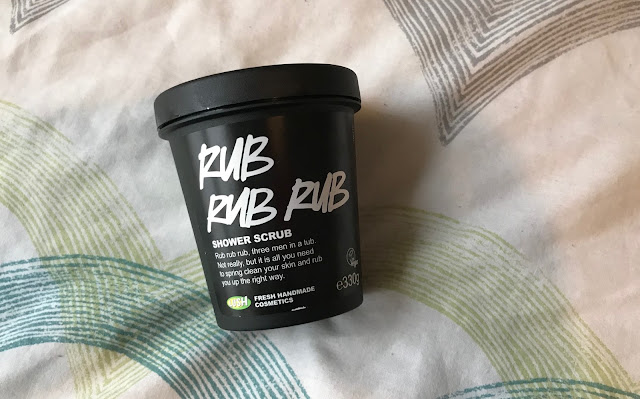 RUB
RUB RUB
SHOWER SCRUB
Rub rub rub, three men in a tub.
Not really, but it is all you need
to spring clean your skin and rub
you up the right way.
℮330g
LUSH
FRESH HANDMADE
COSMETICS